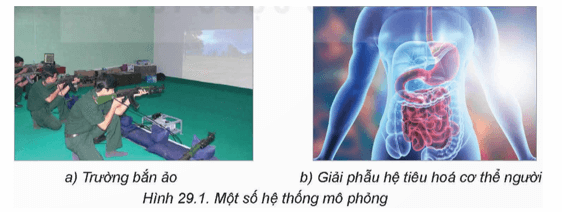 a) Trường bắn ảo
b) Giải phẫu hệ tiêu hoá cơ thể người
Hình 29.1. Một số hệ thống mô phỏng